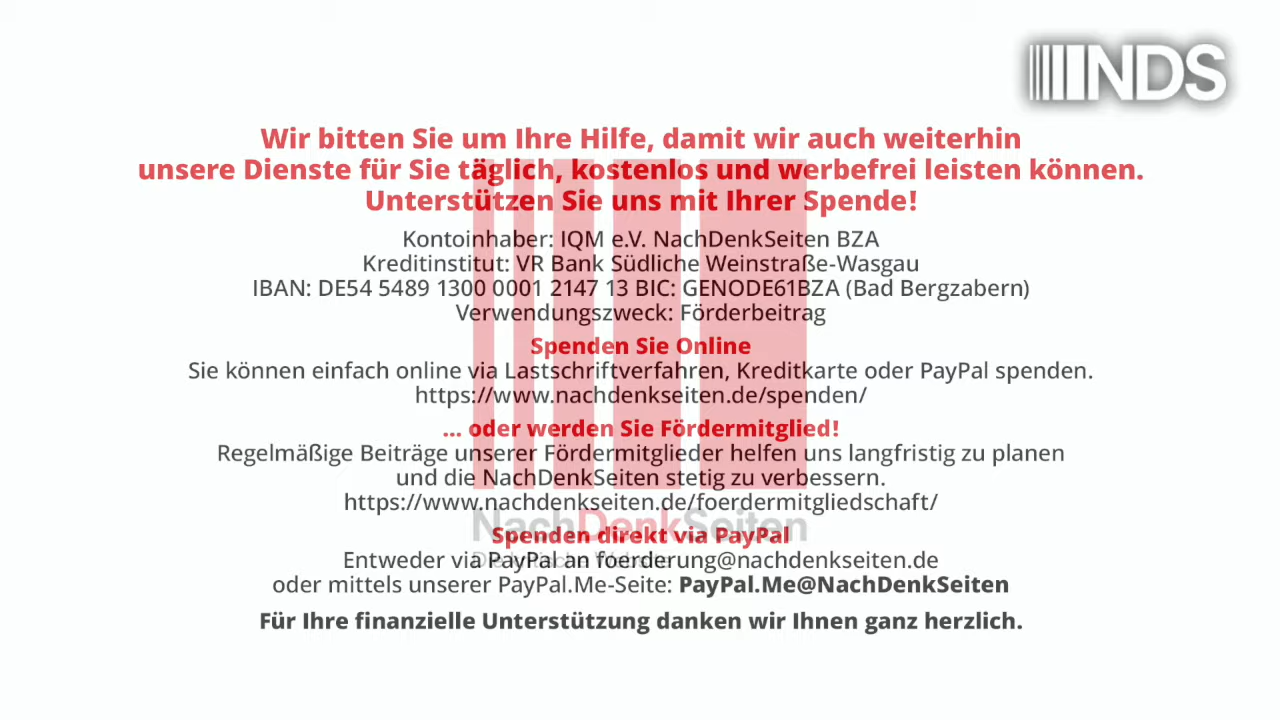 NDS
Wir bitten Sie um Ihre Hilfe, damit wir auch weiterhin
unsere Dienste für Sie täglich, kostenlos und werbefrei leisten können.
Unterstützen Sie uns mit Ihrer Spende!
Kontoinhaber: IQM e.V. NachDenkSeiten BZA
Kreditinstitut: VR Bank Südliche Weinstraße-Wasgau
IBAN: DE54 5489 1300 0001 2147 13 BIC: GENODE61BZA (Bad Bergzabern)
Verwendungszweck: Förderbeitrag
Spenden Sie Online
Sie können einfach online via Lastschriftverfahren, Kreditkarte oder PayPal spenden.
https://www.nachdenkseiten.de/spenden/
... oder werden Sie Fördermitglied!
Regelmäßige Beiträge unserer Fördermitglieder helfen uns langfristig zu planen
und die NachDenkSeiten stetig zu verbessern.
https://www.nachdenkseiten.de/foerdermitgliedschaft/
NachDenkSeiten
Spenden direkt via PayPal
Entweder via PayPal an foerderung@nachdenkseiten.de
oder mittels unserer PayPal.Me-Seite: PayPal.Me@NachDenkSeiten
Für Ihre finanzielle Unterstützung danken wir Ihnen ganz herzlich.